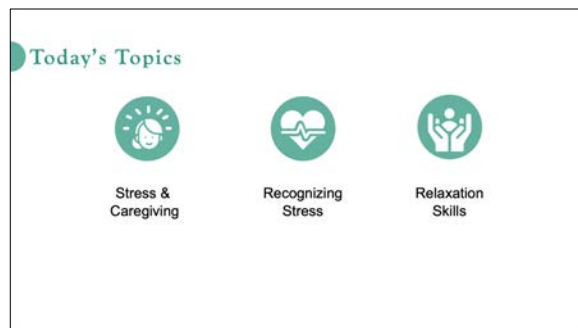 Today's Topics
Stress &
Caregiving
Recognizing
Stress
Relaxation
Skills